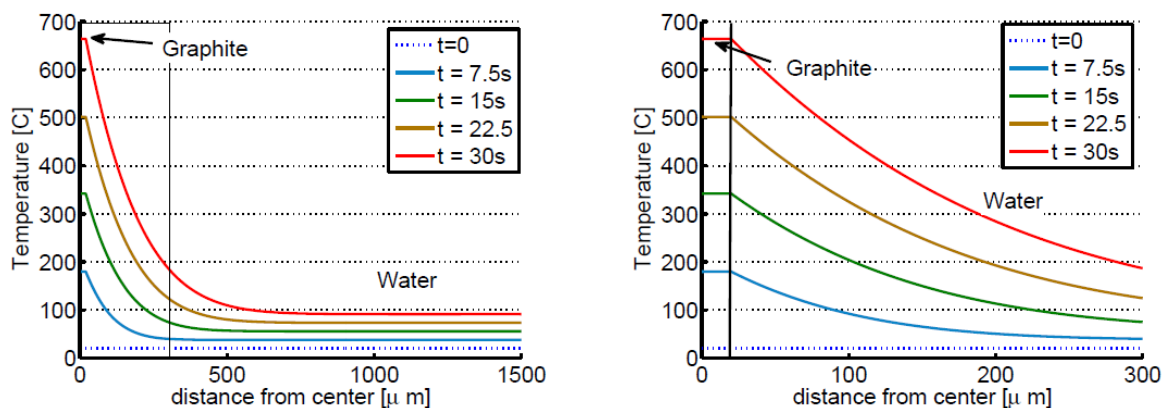 700
600
500
400
300
200
100
0
Temperature [C]
Graphite
Water
t=0
t = 7.5s
t = 15s
t = 22.5
t = 30s
0
500
1000
1500
distance from center [μ m]
700
600
500
400
300
200
100
0
Temperature [C]
Graphite
Water
t=0
t = 7.5s
t = 15s
t = 22.5
t = 30s
0
100
200
300
distance from center [μ m]